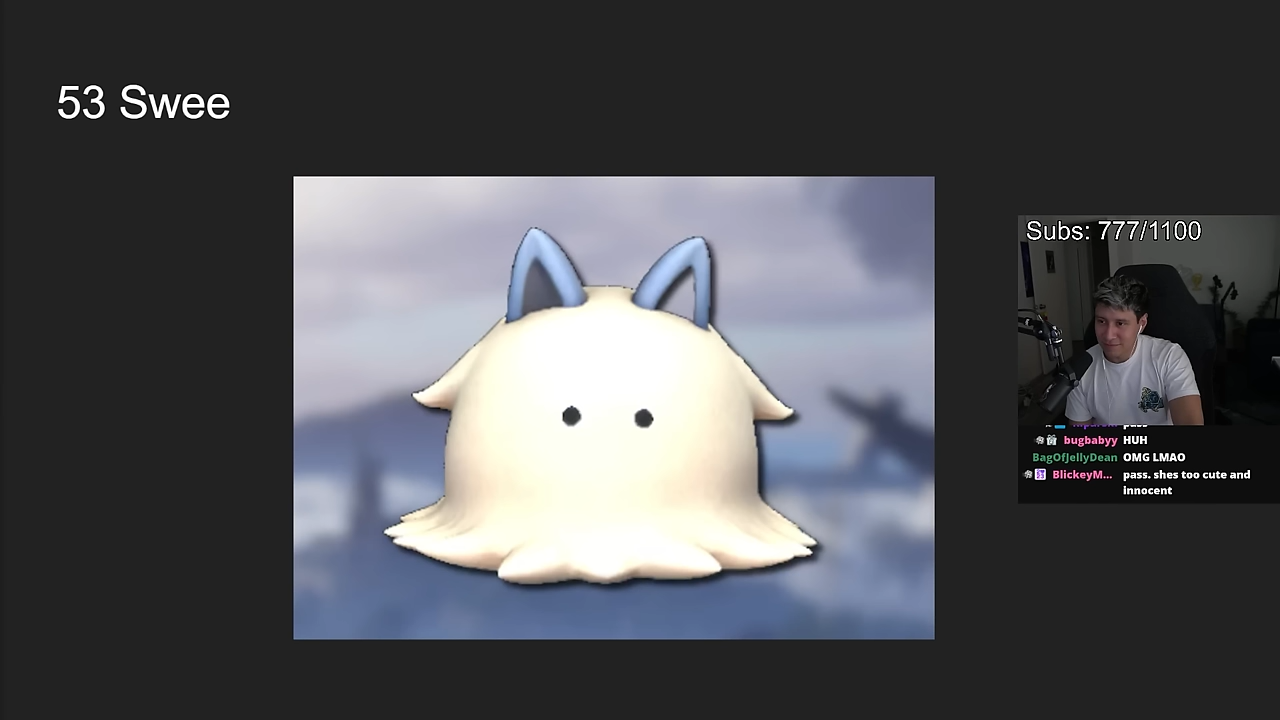 53 Swee
Subs: 777/1100
bugbabyy HUH
BagOfJellyDean OMG LMAO
BlickeyM... pass. shes too cute and
innocent